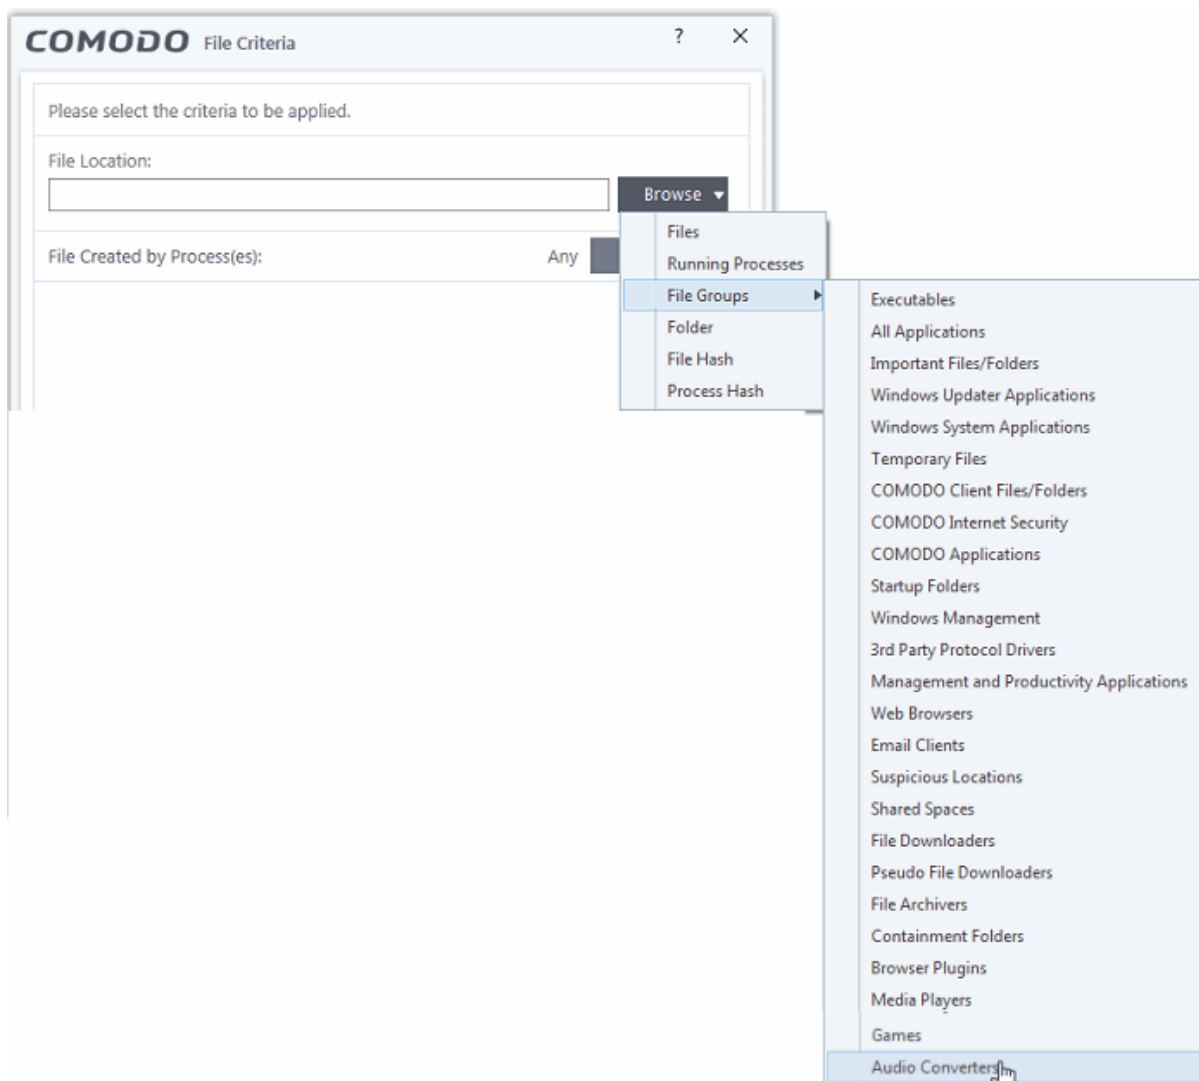 COMODO File Criteria ?
Please select the criteria to be applied.
File Location:
Browse
File Created by Process(es): Any
Files
Running Processes
File Groups
Folder
File Hash
Process Hash
Executables
All Applications
Important Files/Folders
Windows Updater Applications
Windows System Applications
Temporary Files
COMODO Client Files/Folders
COMODO Internet Security
COMODO Applications
Startup Folders
Windows Management
3rd Party Protocol Drivers
Management and Productivity Applications
Web Browsers
Email Clients
Suspicious Locations
Shared Spaces
File Downloaders
Pseudo File Downloaders
File Archivers
Containment Folders
Browser Plugins
Media Players
Games
Audio Converters